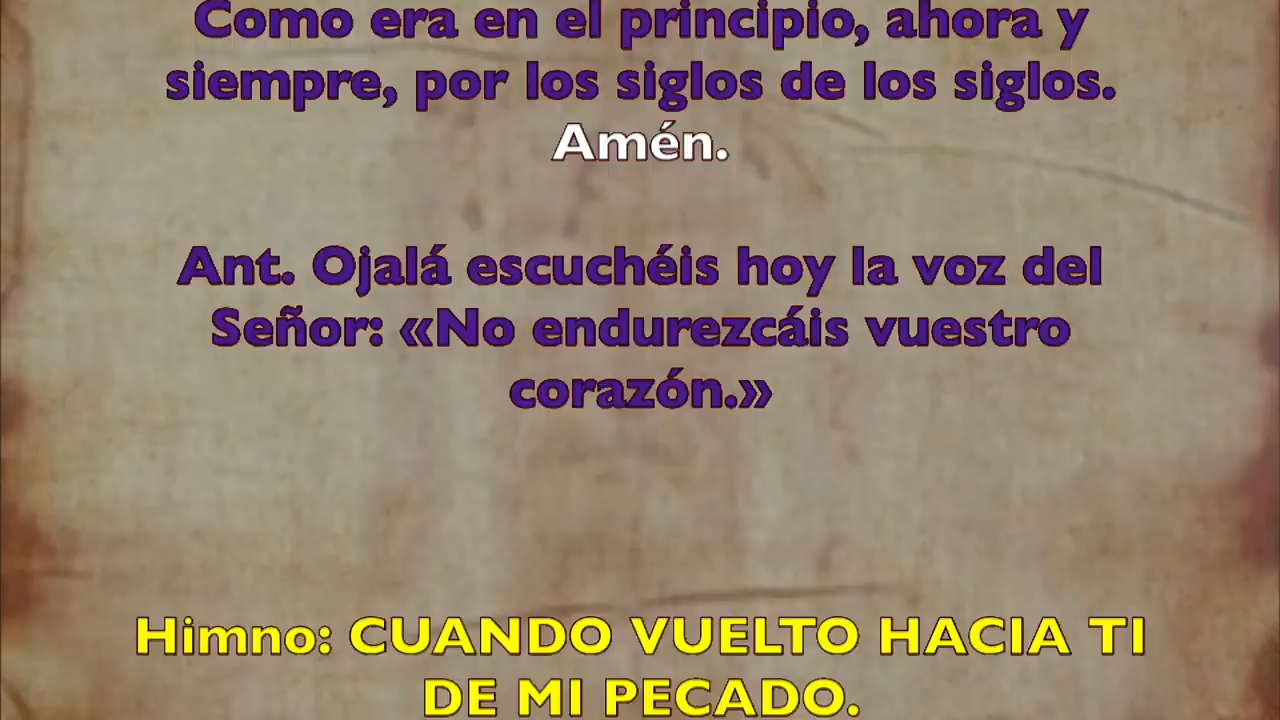 Como era en el principio, ahora y
siempre, por los siglos de los siglos.
Amén.
Ant. Ojalá escuchéis hoy la voz del
Señor: «No endurezcáis vuestro
corazón.»
Himno: CUANDO VUELTO HACIA TI
DE MI PECADO.